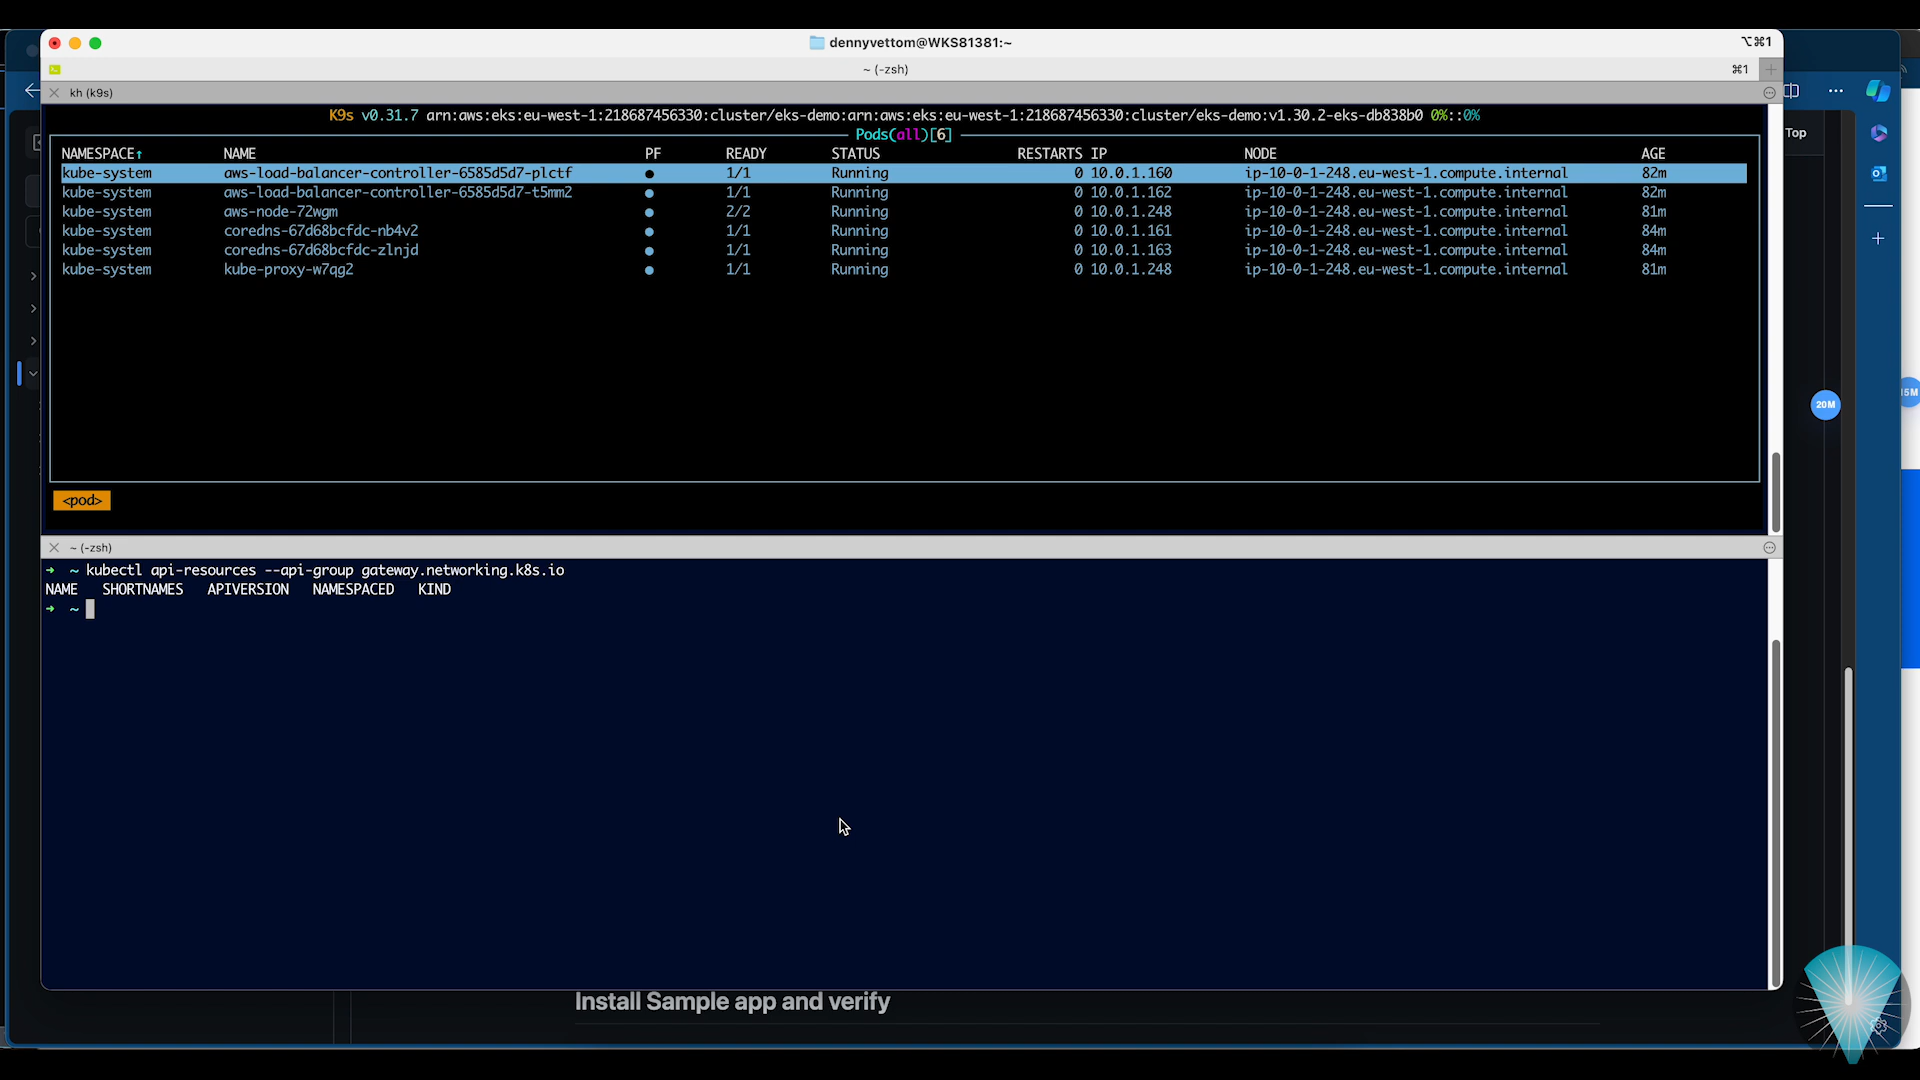 dennyvettom@WKS81381:~
⌥⌘1
~ (-zsh)
⌘1
kh (k9s)
K9s v0.31.7 arn:aws:eks:eu-west-1:218687456330:cluster/eks-demo:arn:aws:eks:eu-west-1:218687456330:cluster/eks-demo:v1.30.2-eks-db838b0 0%::0%
Pods(all)[6]
NAMESPACE↑ NAME PF READY STATUS RESTARTS IP NODE AGE
kube-system aws-load-balancer-controller-6585d5d7-plctf ● 1/1 Running 0 10.0.1.160 ip-10-0-1-248.eu-west-1.compute.internal 82m
kube-system aws-load-balancer-controller-6585d5d7-t5mm2 ● 1/1 Running 0 10.0.1.162 ip-10-0-1-248.eu-west-1.compute.internal 82m
kube-system aws-node-72wgm ● 2/2 Running 0 10.0.1.248 ip-10-0-1-248.eu-west-1.compute.internal 81m
kube-system coredns-67d68bcfdc-nb4v2 ● 1/1 Running 0 10.0.1.161 ip-10-0-1-248.eu-west-1.compute.internal 84m
kube-system coredns-67d68bcfdc-zlnjd ● 1/1 Running 0 10.0.1.163 ip-10-0-1-248.eu-west-1.compute.internal 84m
kube-system kube-proxy-w7qg2 ● 1/1 Running 0 10.0.1.248 ip-10-0-1-248.eu-west-1.compute.internal 81m
<pod>
~ (-zsh)
➜ ~ kubectl api-resources --api-group gateway.networking.k8s.io
NAME SHORTNAMES APIVERSION NAMESPACED KIND
➜ ~
Top
20M
15M
Install Sample app and verify